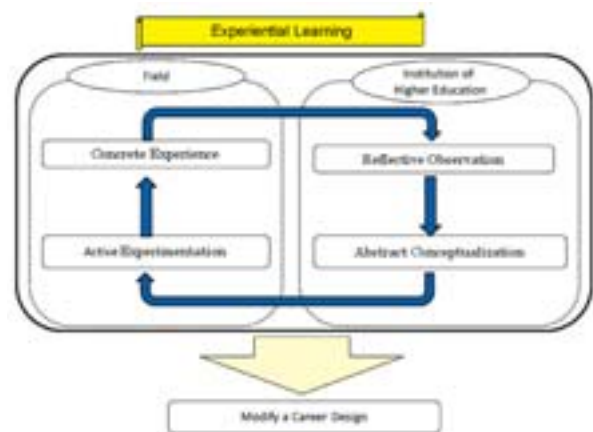 Experiential Learning
Field
Institution of
Higher Education
Concrete Experience
Reflective Observation
Active Experimentation
Abstract Conceptualization
Modify a Career Design